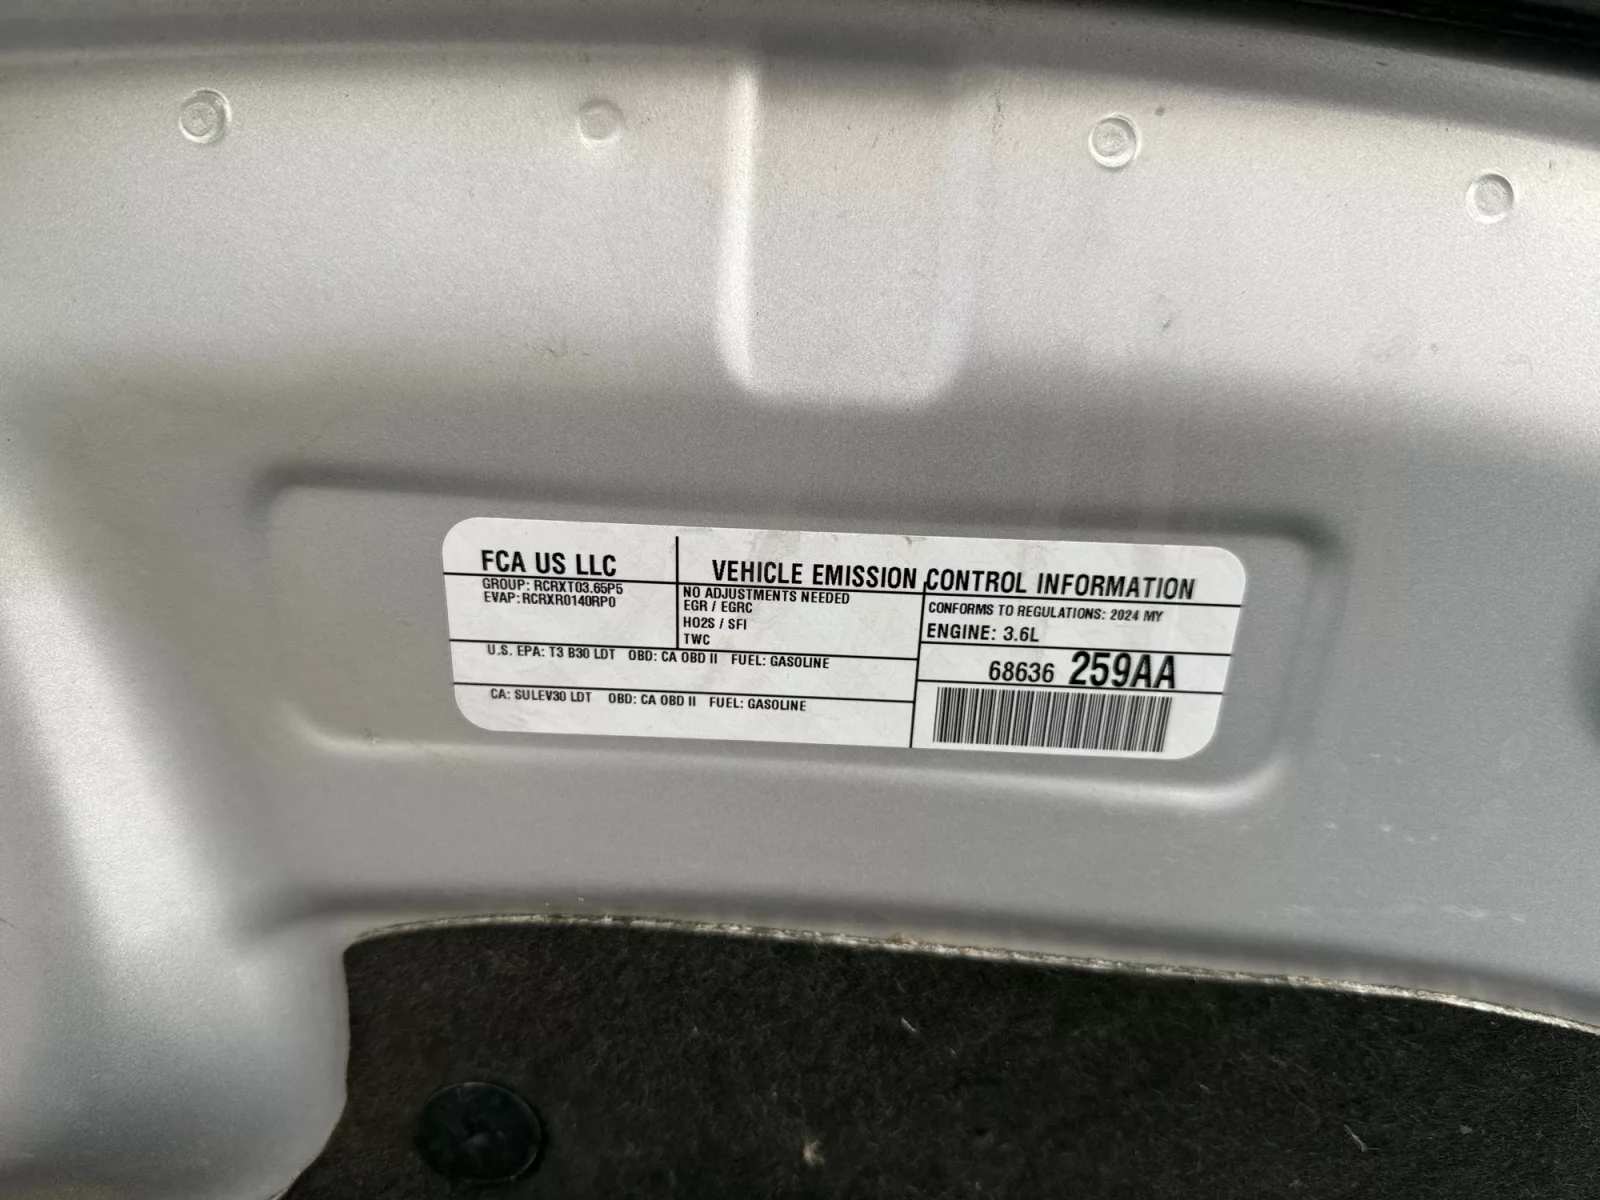 FCA US LLC
VEHICLE EMISSION CONTROL INFORMATION
GROUP: RCRXT03.65P5
EVAP: RCRXR0140RP0
NO ADJUSTMENTS NEEDED
EGR / EGRC
HO2S / SFI
TWC
CONFORMS TO REGULATIONS: 2024 MY
ENGINE: 3.6L
U.S. EPA: T3 B30 LDT OBD: CA OBD II FUEL: GASOLINE
68636 259AA
CA: SULEV30 LDT OBD: CA OBD II FUEL: GASOLINE